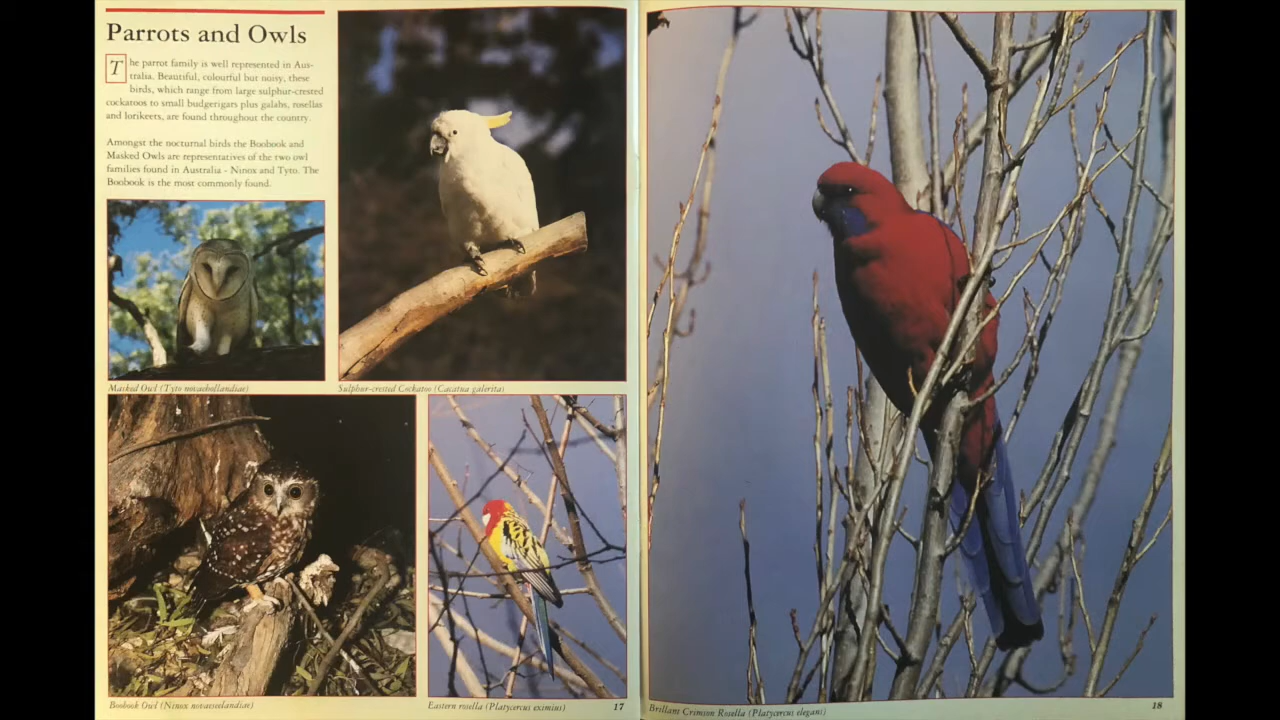 Parrots and Owls
The parrot family is well represented in Aus-
tralia. Beautiful, colourful but noisy, these
birds, which range from large sulphur-crested
cockatoos to small budgerigars plus galahs, rosellas
and lorikeets, are found throughout the country.
Amongst the nocturnal birds the Boobook and
Masked Owls are representatives of the two owl
families found in Australia - Ninox and Tyto. The
Boobook is the most commonly found.
Masked Owl (Tyto novaehollandiae)
Sulphur-crested Cockatoo (Cacatua galerita)
Boobook Owl (Ninox novaeseelandiae)
Eastern rosella (Platycercus eximius)
17
Brillant Crimson Rosella (Platycercus elegans)
18